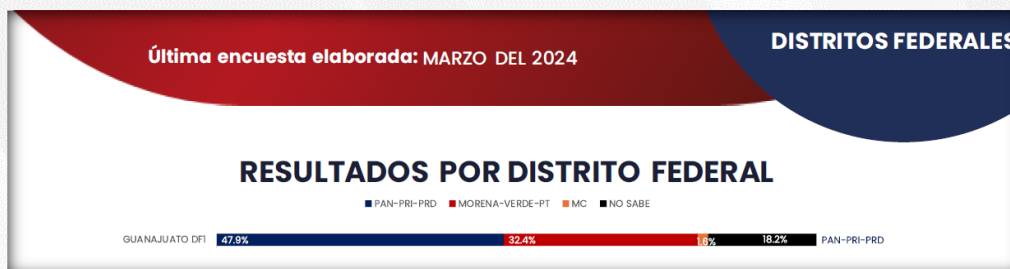 Última encuesta elaborada: MARZO DEL 2024
DISTRITOS FEDERALES
RESULTADOS POR DISTRITO FEDERAL
PAN-PRI-PRD MORENA-VERDE-PT MC NO SABE
GUANAJUATO DF1 47.9% 32.4% 1.6% 18.2% PAN-PRI-PRD